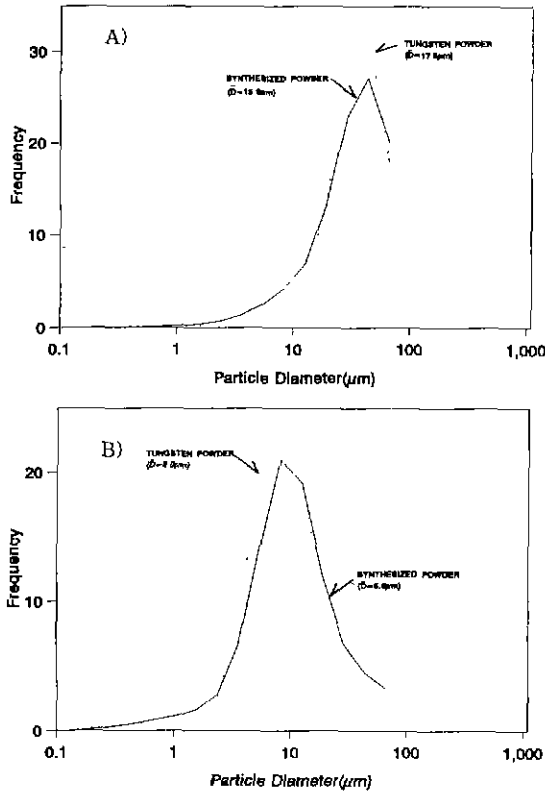 A)
30
20
10
0
Frequency
TUNGSTEN POWDER
SYNTHESIZED POWDER
0.1 1 10 100 1,000
Particle Diameter(μm)
B)
20
10
0
Frequency
TUNGSTEN POWDER
SYNTHESIZED POWDER
0.1 1 10 100 1,000
Particle Diameter(μm)